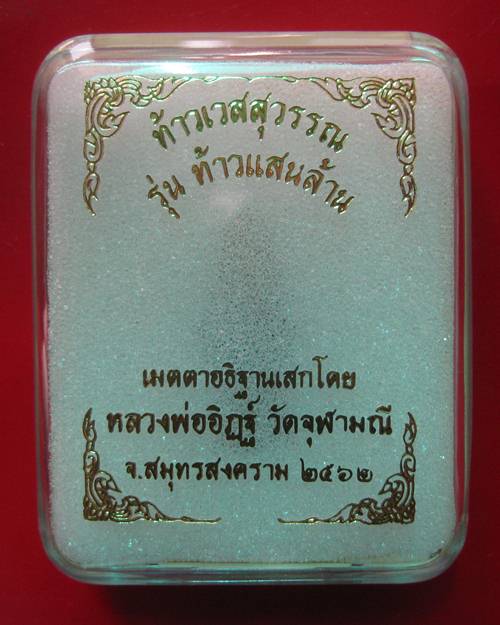 ท้าวเวสสุวรรณ
รุ่น ท้าวแสนล้าน
เมตตาอธิฐานเสกโดย
หลวงพ่ออิฏฐ์ วัดจุฬามณี
จ.สมุทรสงคราม ๒๕๖๒